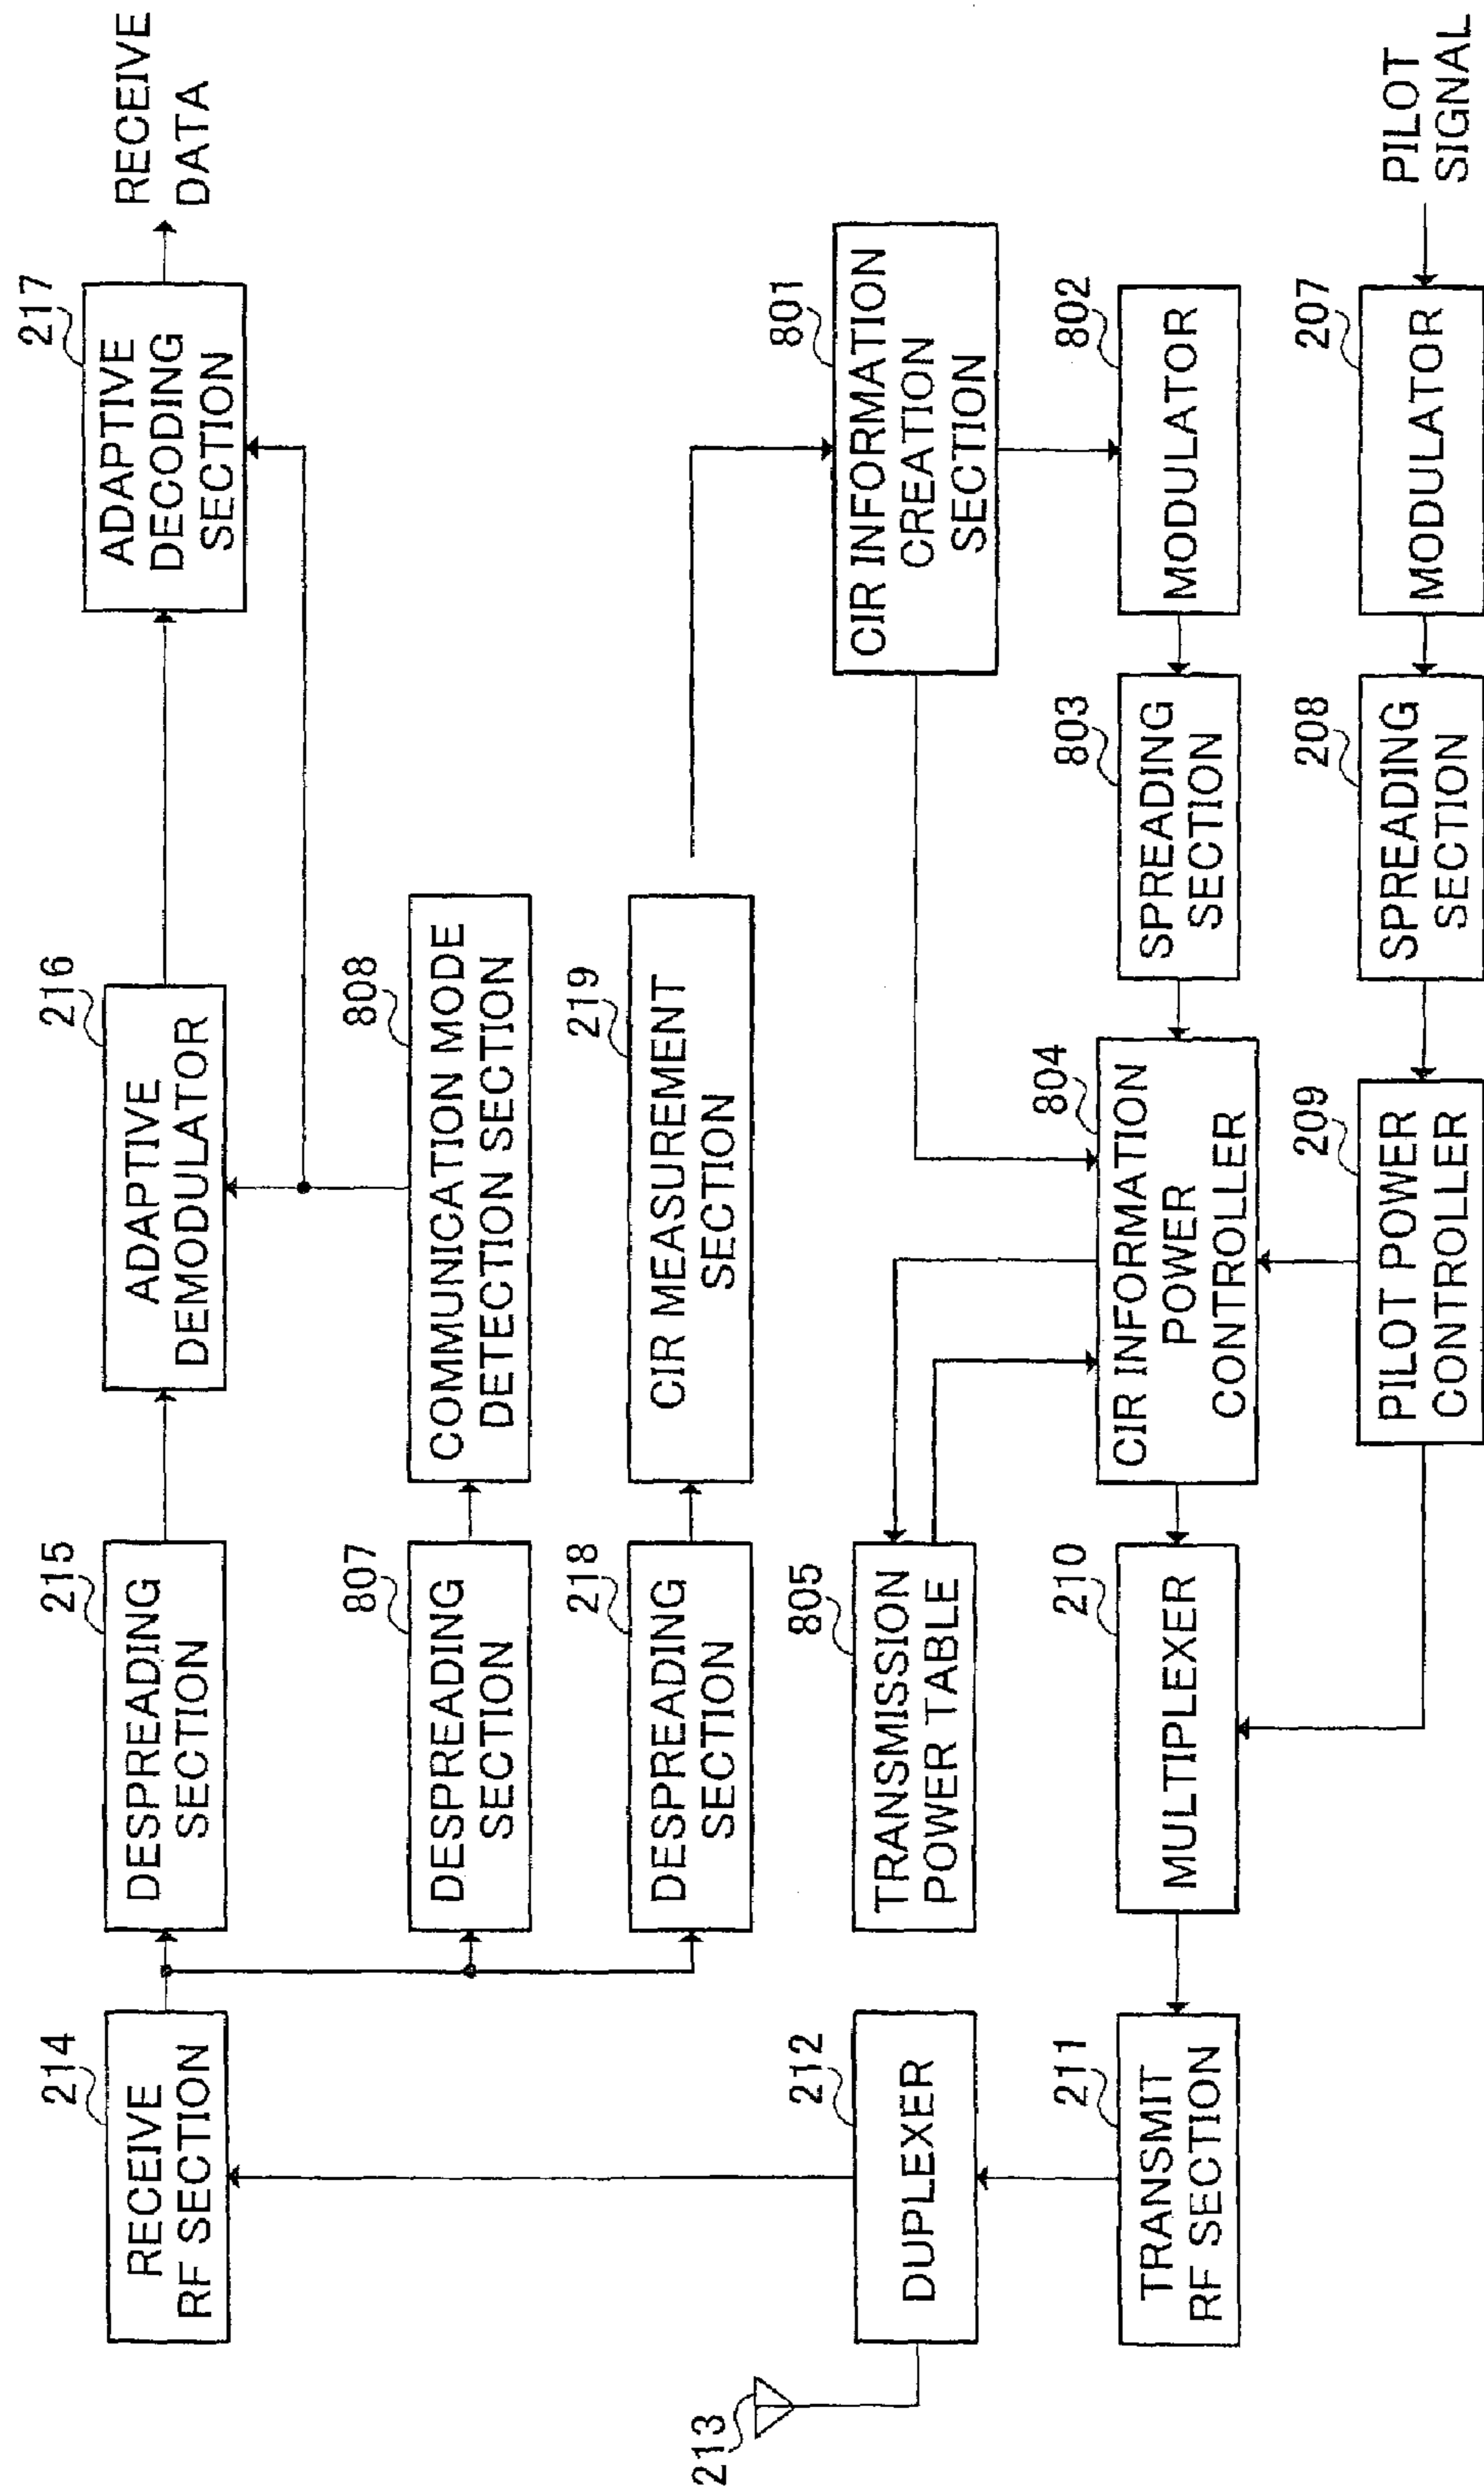 214
RECEIVE
RF SECTION
215
DESPREADING
SECTION
216
ADAPTIVE
DEMODULATOR
217
ADAPTIVE
DECODING
SECTION
RECEIVE
DATA
807
DESPREADING
SECTION
808
COMMUNICATION MODE
DETECTION SECTION
218
DESPREADING
SECTION
219
CIR MEASUREMENT
SECTION
213
212
DUPLEXER
805
TRANSMISSION
POWER TABLE
801
CIR INFORMATION
CREATION
SECTION
211
TRANSMIT
RF SECTION
210
MULTIPLEXER
804
CIR INFORMATION
POWER
CONTROLLER
803
SPREADING
SECTION
802
MODULATOR
209
PILOT POWER
CONTROLLER
208
SPREADING
SECTION
207
MODULATOR
PILOT
SIGNAL